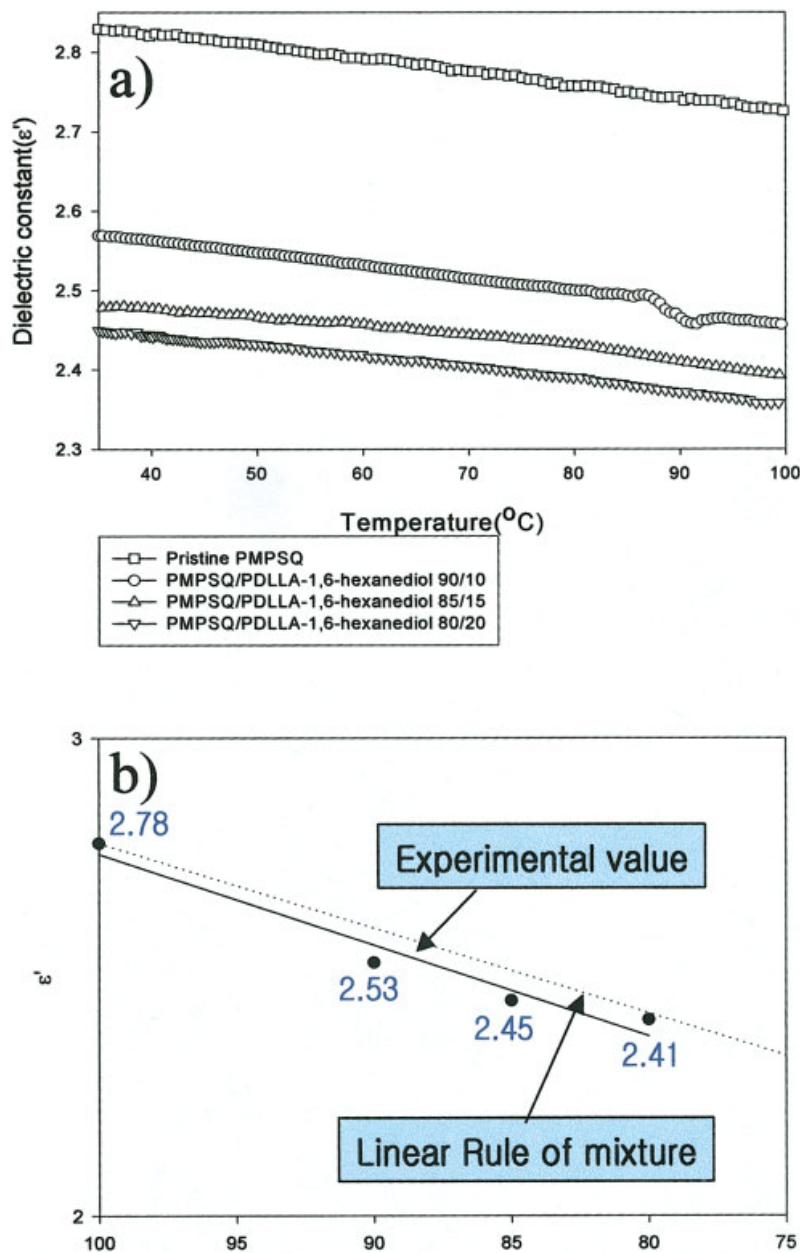 a)
2.8
2.7
2.6
2.5
2.4
2.3
Dielectric constant(ε')
40 50 60 70 80 90 100
Temperature(°C)
Pristine PMPSQ
PMPSQ/PDLLA-1,6-hexanediol 90/10
PMPSQ/PDLLA-1,6-hexanediol 85/15
PMPSQ/PDLLA-1,6-hexanediol 80/20
b)
3
2.78
Experimental value
ε'
2.53
2.45
2.41
Linear Rule of mixture
2
100 95 90 85 80 75